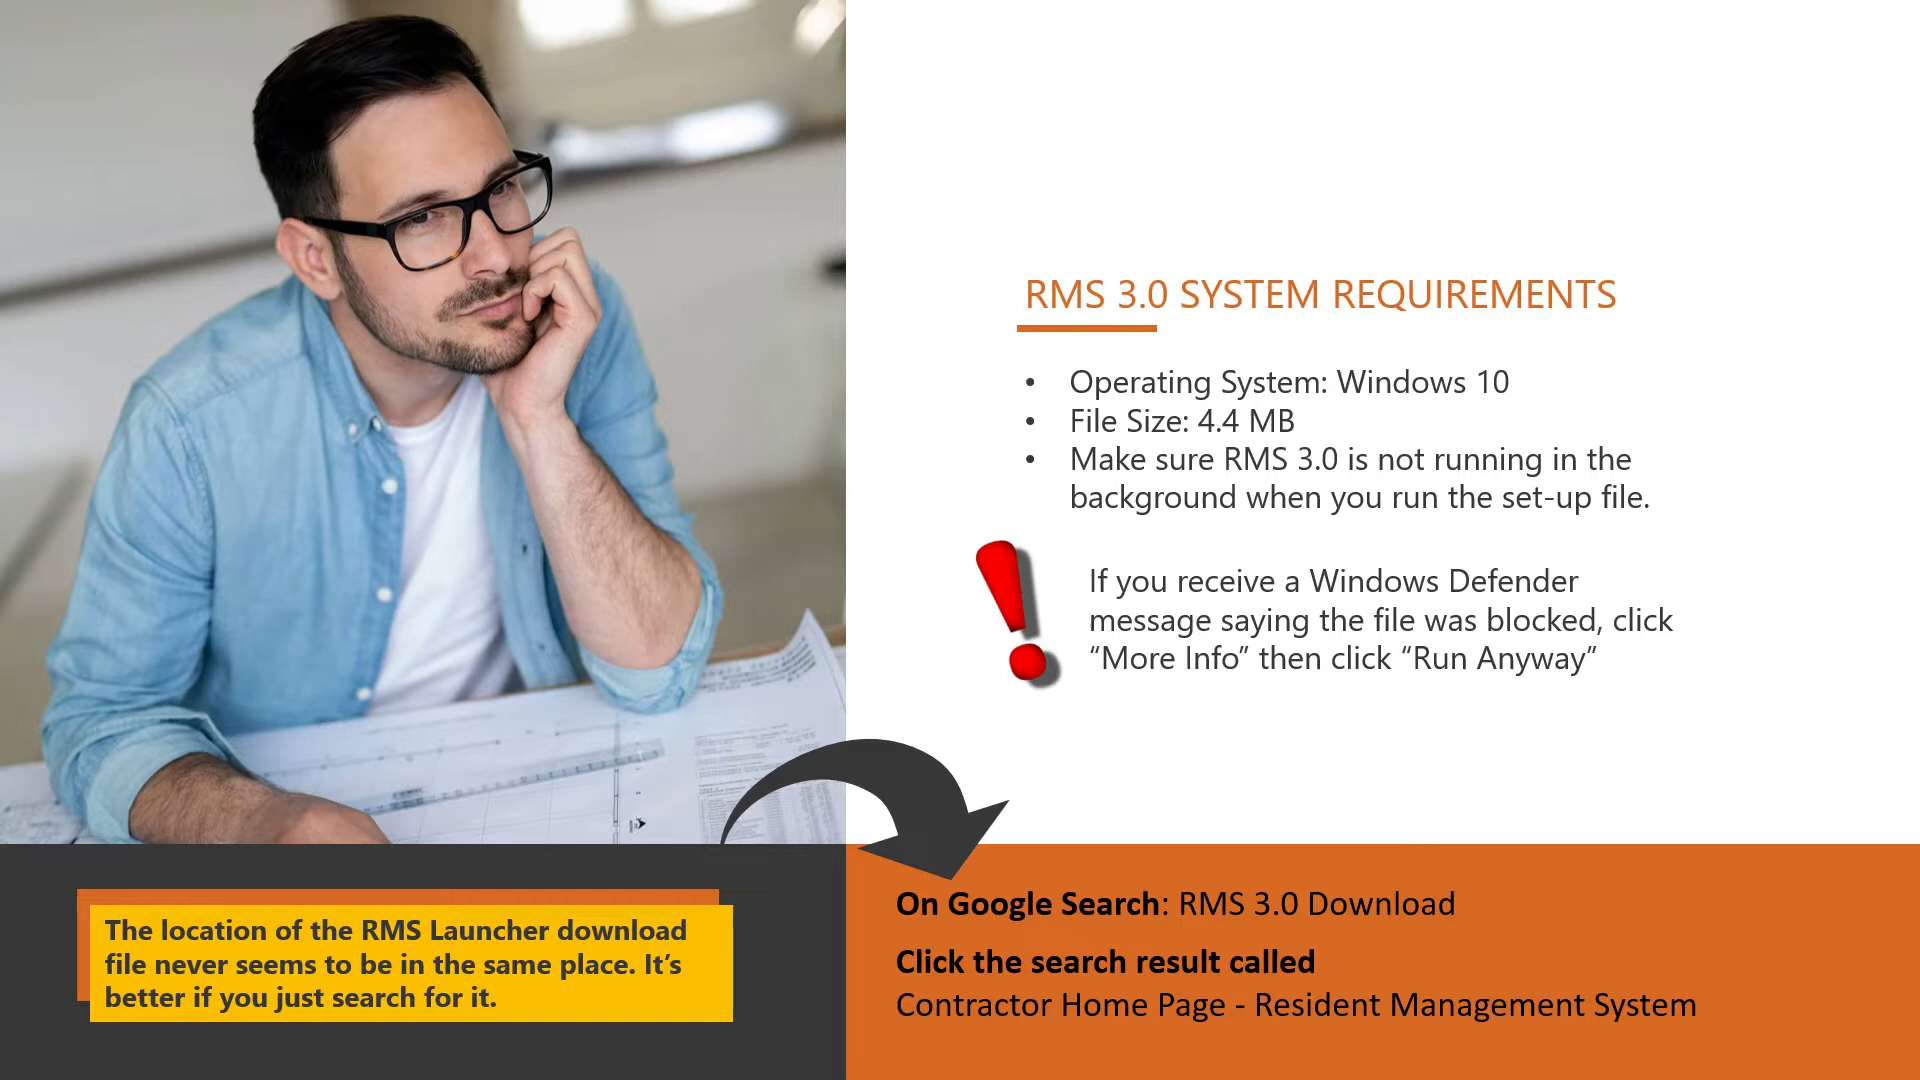 RMS 3.0 SYSTEM REQUIREMENTS
• Operating System: Windows 10
• File Size: 4.4 MB
• Make sure RMS 3.0 is not running in the
background when you run the set-up file.
If you receive a Windows Defender
message saying the file was blocked, click
“More Info” then click “Run Anyway”
The location of the RMS Launcher download
file never seems to be in the same place. It’s
better if you just search for it.
On Google Search: RMS 3.0 Download
Click the search result called
Contractor Home Page - Resident Management System